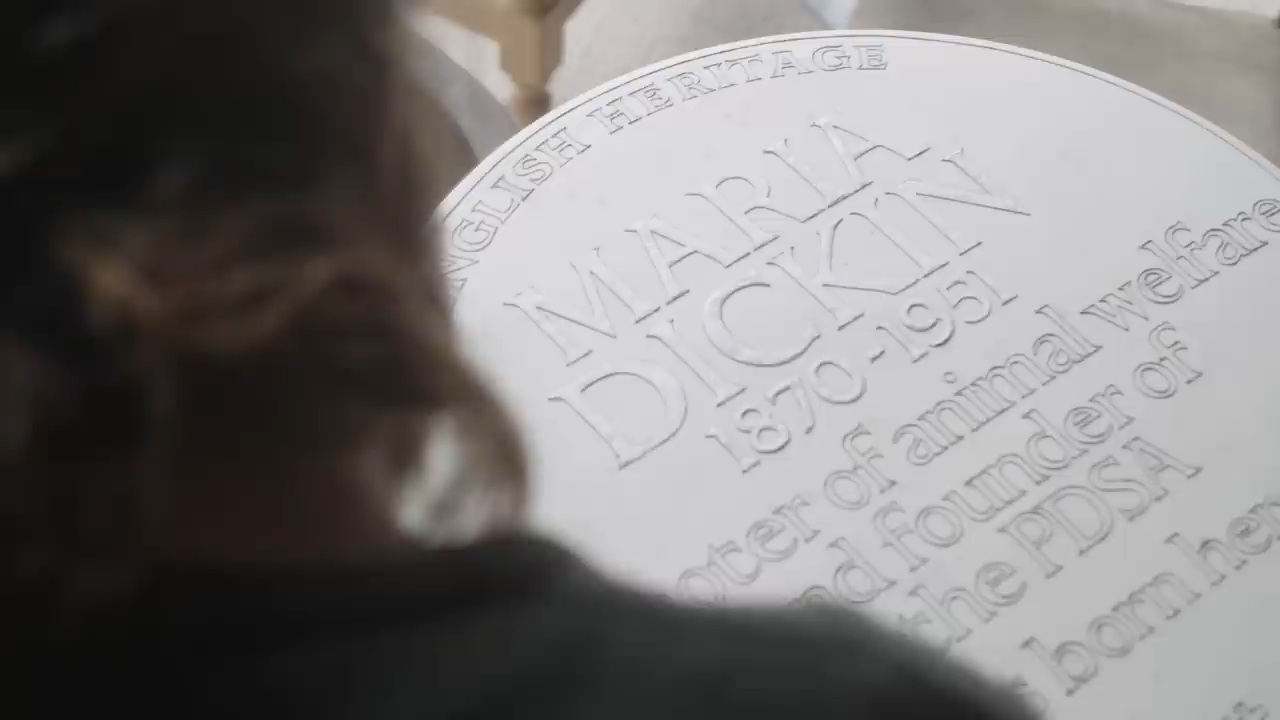 ENGLISH HERITAGE
MARIA
DICKIN
1870-1951
of animal welfare
founder of
the PDSA
born